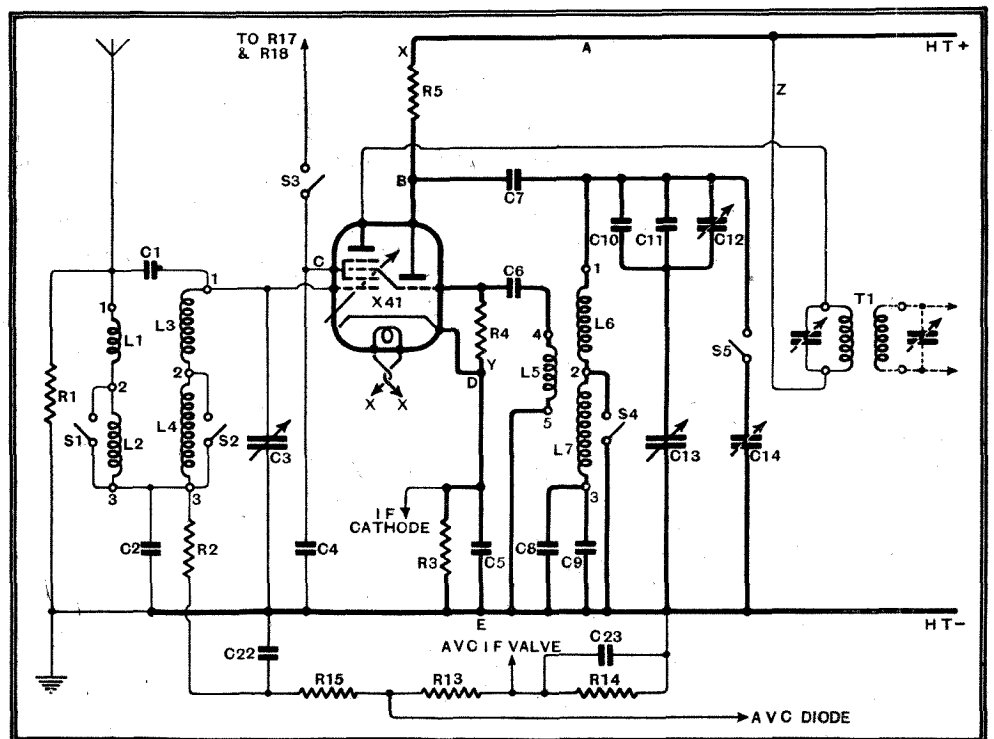 TO R17
& R18
X
A
HT+
R5
Z
S3
B
C7
C10
C11
C12
C1
1
C
X41
C6
1
T1
1
L1
L3
R4
4
L6
S5
2
2
Y
D
L5
2
R1
S1
L2
L4
S2
C3
X
X
5
L7
S4
C13
C14
3
3
IF
CATHODE
3
C2
R2
C4
R3
C5
C8
C9
E
HT-
C22
AVC IF VALVE
C23
R15
R13
R14
AVC DIODE